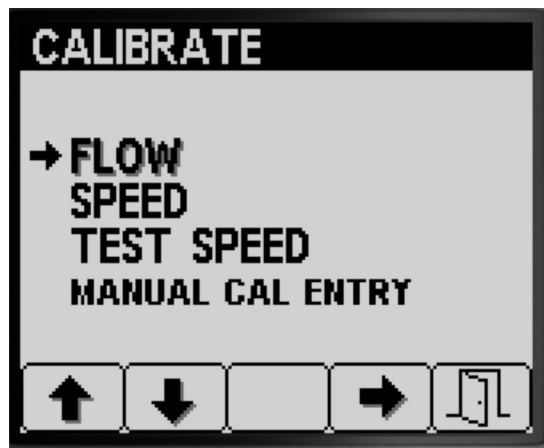 CALIBRATE
FLOW
SPEED
TEST SPEED
MANUAL CAL ENTRY